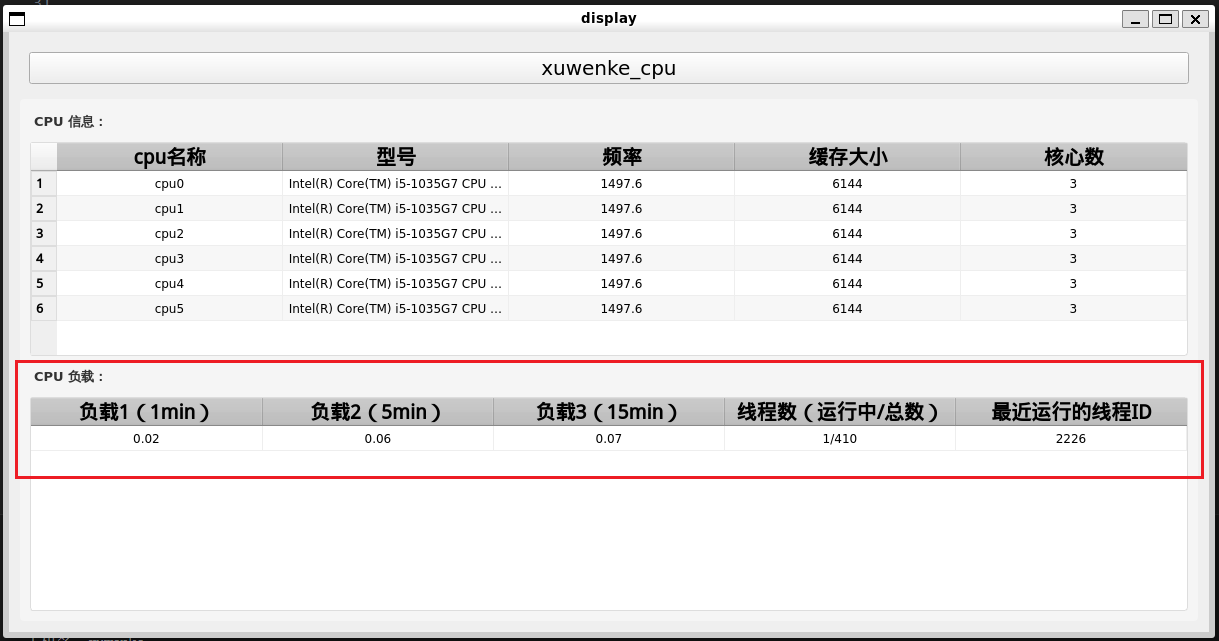 display
xuwenke_cpu
CPU 信息：
cpu名称 型号 频率 缓存大小 核心数
1 cpu0 Intel(R) Core(TM) i5-1035G7 CPU ... 1497.6 6144 3
2 cpu1 Intel(R) Core(TM) i5-1035G7 CPU ... 1497.6 6144 3
3 cpu2 Intel(R) Core(TM) i5-1035G7 CPU ... 1497.6 6144 3
4 cpu3 Intel(R) Core(TM) i5-1035G7 CPU ... 1497.6 6144 3
5 cpu4 Intel(R) Core(TM) i5-1035G7 CPU ... 1497.6 6144 3
6 cpu5 Intel(R) Core(TM) i5-1035G7 CPU ... 1497.6 6144 3
CPU 负载：
负载1（1min） 负载2（5min） 负载3（15min） 线程数（运行中/总数） 最近运行的线程ID
0.02 0.06 0.07 1/410 2226